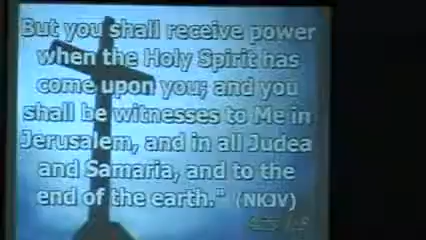 But you shall receive power
when the Holy Spirit has
come upon you; and you
shall be witnesses to Me in
Jerusalem, and in all Judea
and Samaria, and to the
end of the earth." (NKJV)